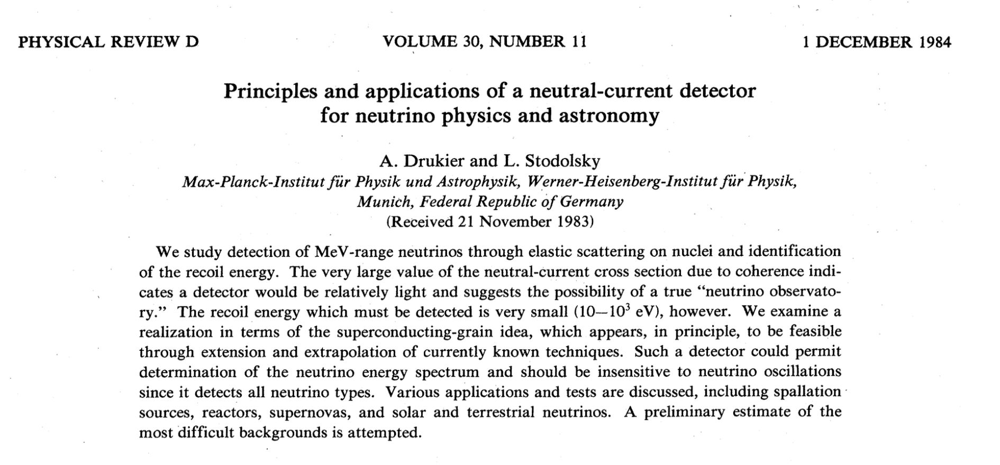 PHYSICAL REVIEW D VOLUME 30, NUMBER 11 1 DECEMBER 1984
Principles and applications of a neutral-current detector
for neutrino physics and astronomy
A. Drukier and L. Stodolsky
Max-Planck-Institut für Physik und Astrophysik, Werner-Heisenberg-Institut für Physik,
Munich, Federal Republic of Germany
(Received 21 November 1983)
We study detection of MeV-range neutrinos through elastic scattering on nuclei and identification
of the recoil energy. The very large value of the neutral-current cross section due to coherence indi-
cates a detector would be relatively light and suggests the possibility of a true “neutrino observato-
ry.” The recoil energy which must be detected is very small (10—10³ eV), however. We examine a
realization in terms of the superconducting-grain idea, which appears, in principle, to be feasible
through extension and extrapolation of currently known techniques. Such a detector could permit
determination of the neutrino energy spectrum and should be insensitive to neutrino oscillations
since it detects all neutrino types. Various applications and tests are discussed, including spallation
sources, reactors, supernovas, and solar and terrestrial neutrinos. A preliminary estimate of the
most difficult backgrounds is attempted.